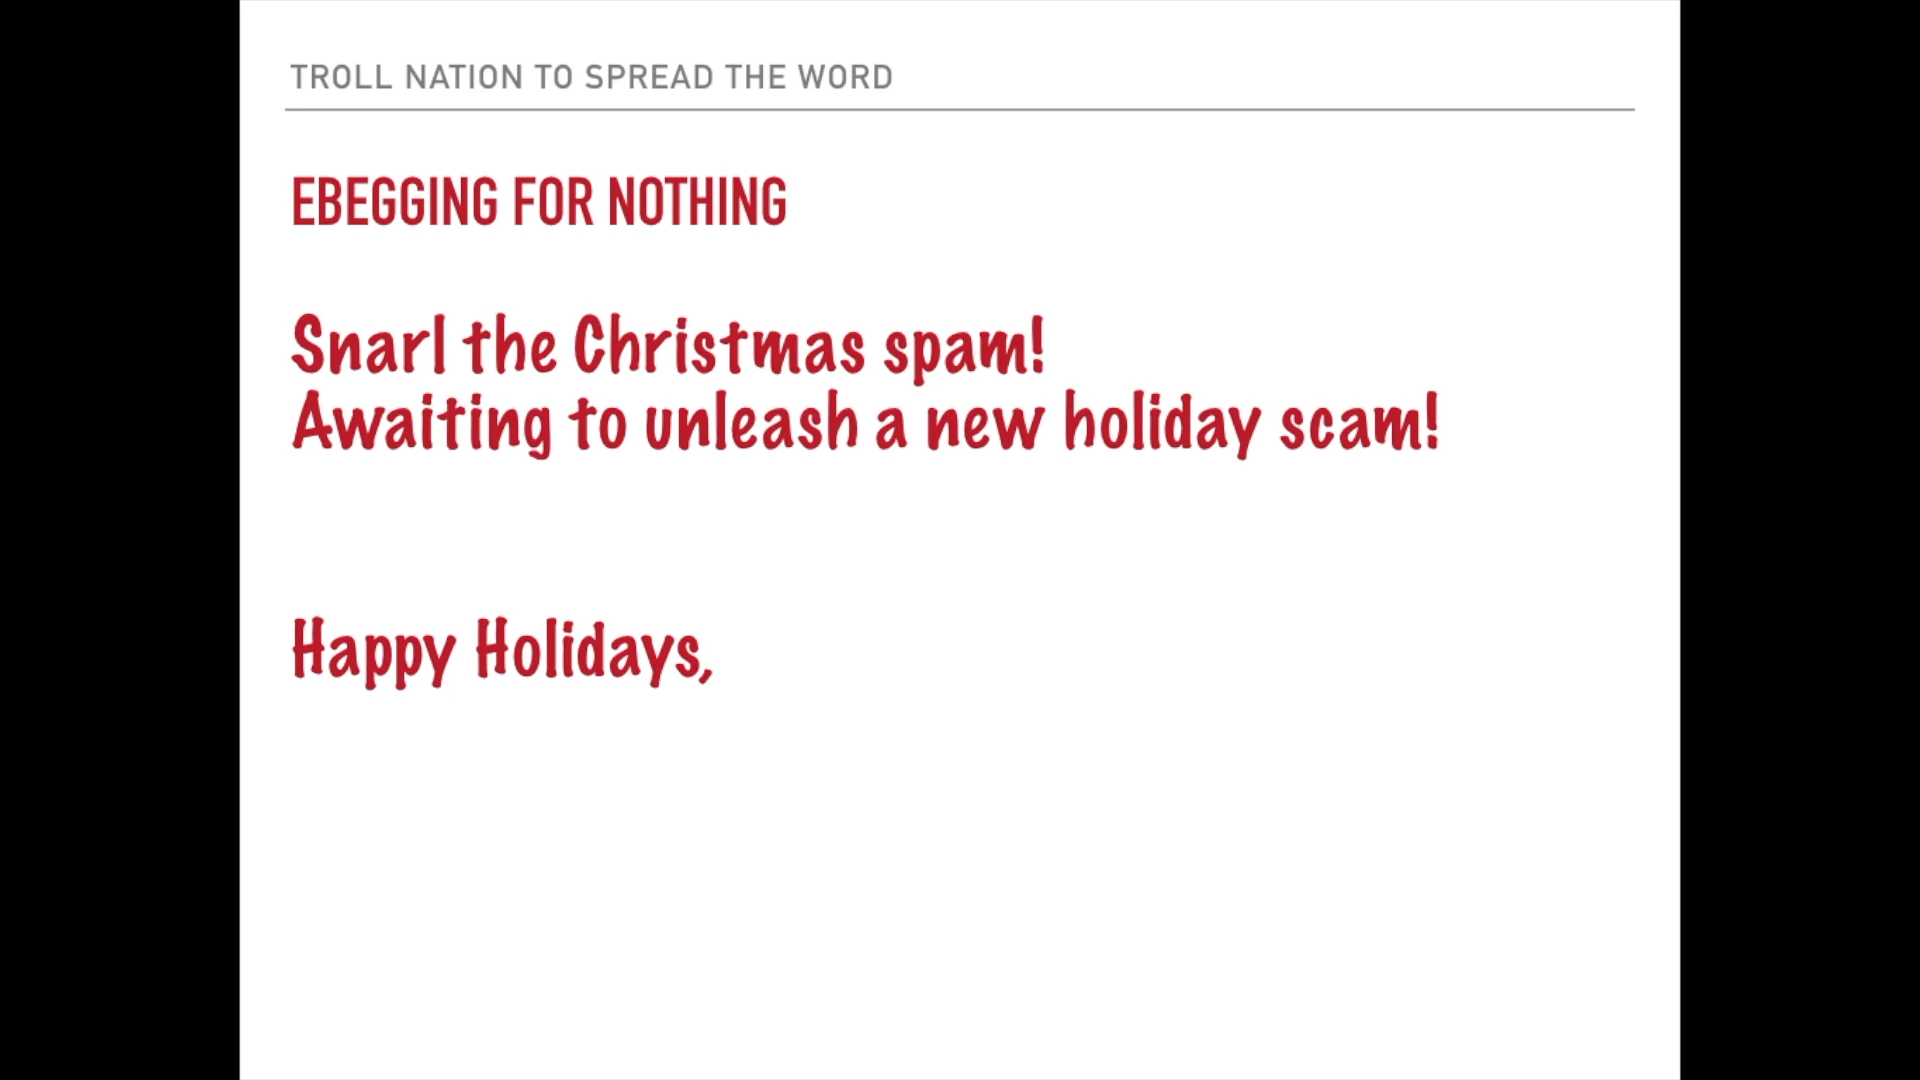 TROLL NATION TO SPREAD THE WORD
EBEGGING FOR NOTHING
Snarl the Christmas spam!
Awaiting to unleash a new holiday scam!
Happy Holidays,